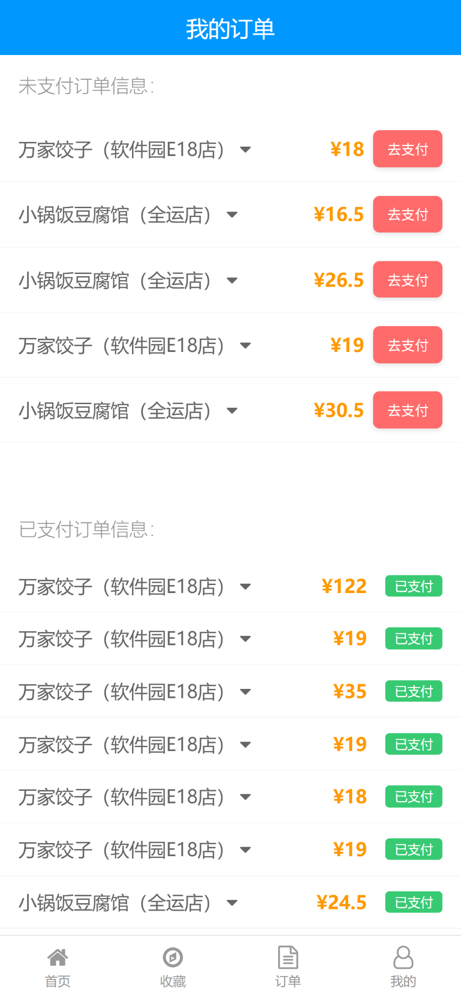 我的订单
未支付订单信息：
万家饺子（软件园E18店） ¥18 去支付
小锅饭豆腐馆（全运店） ¥16.5 去支付
小锅饭豆腐馆（全运店） ¥26.5 去支付
万家饺子（软件园E18店） ¥19 去支付
小锅饭豆腐馆（全运店） ¥30.5 去支付
已支付订单信息：
万家饺子（软件园E18店） ¥122 已支付
万家饺子（软件园E18店） ¥19 已支付
万家饺子（软件园E18店） ¥35 已支付
万家饺子（软件园E18店） ¥19 已支付
万家饺子（软件园E18店） ¥18 已支付
万家饺子（软件园E18店） ¥19 已支付
小锅饭豆腐馆（全运店） ¥24.5 已支付
首页 收藏 订单 我的